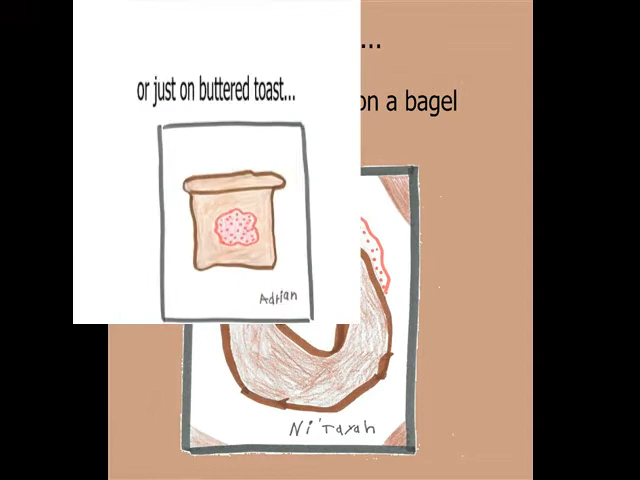 ...
on a bagel
or just on buttered toast...
Adrian
Ni'Tayah